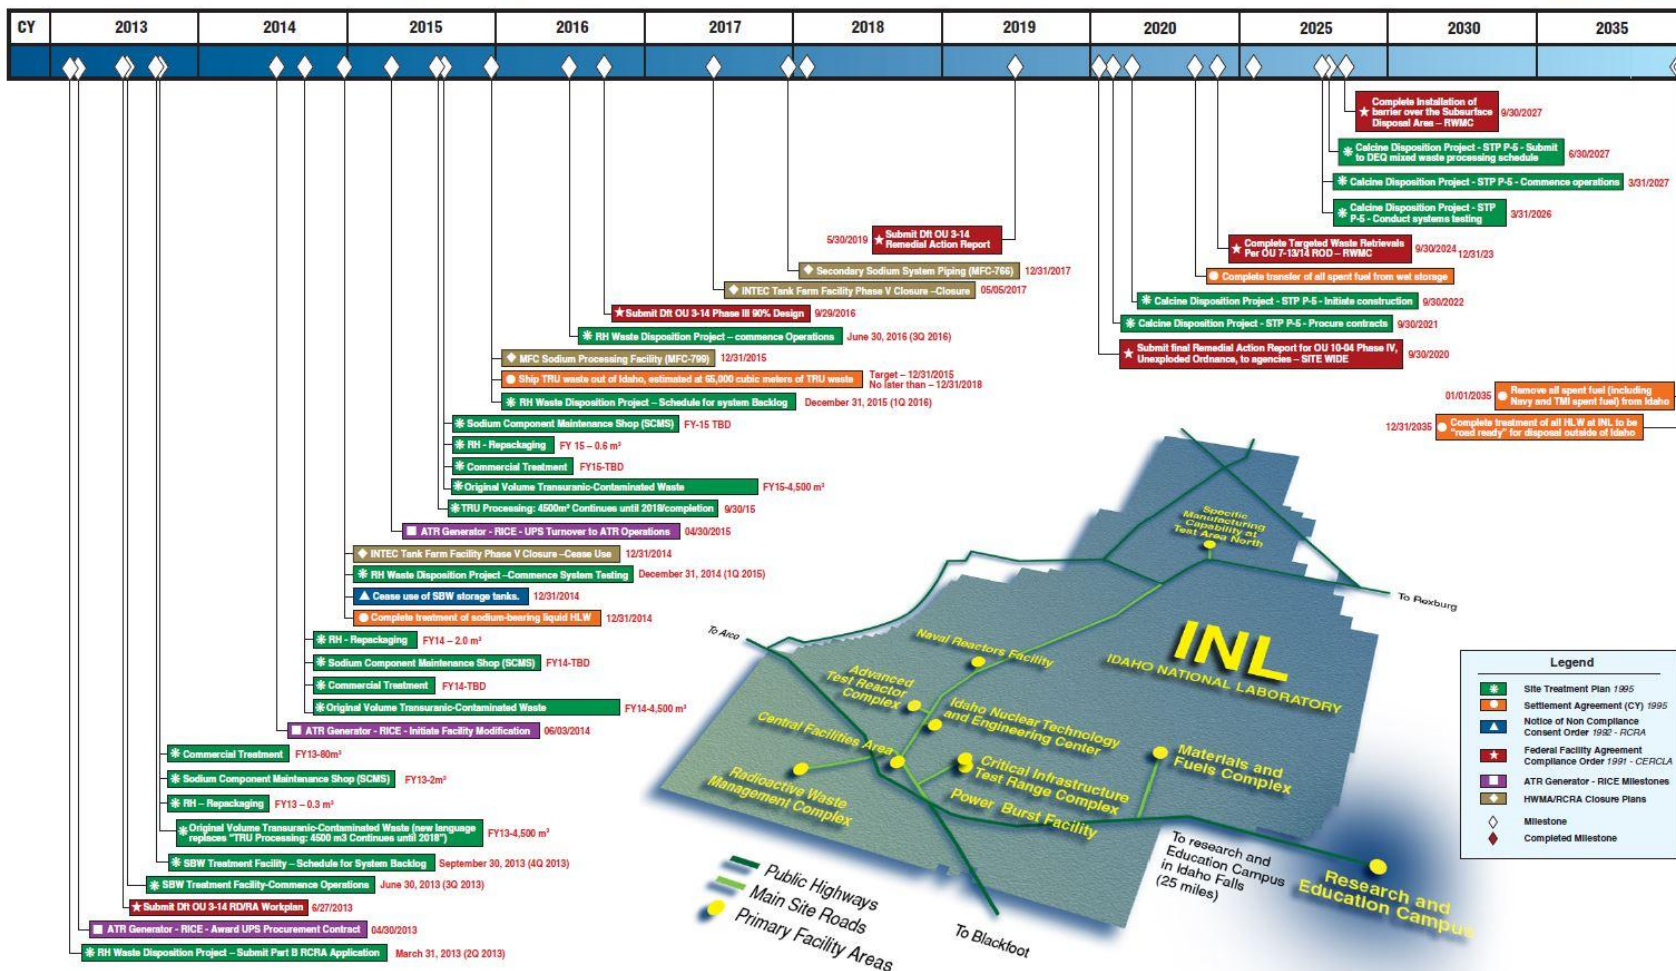 CY 2013 2014 2015 2016 2017 2018 2019 2020 2025 2030 2035
Complete Installation of
barrier over the Subsurface
Disposal Area – RWMC
9/30/2027
Calcine Disposition Project - STP P-5 - Submit
to DEQ mixed waste processing schedule
6/30/2027
Calcine Disposition Project - STP P-5 - Commence operations
3/31/2027
Calcine Disposition Project - STP
P-5 - Conduct systems testing
3/31/2026
5/30/2019
Submit Dft OU 3-14
Remedial Action Report
Complete Targeted Waste Retrievals
Per OU 7-13/14 ROD – RWMC
9/30/2024
12/31/23
Secondary Sodium System Piping (MFC-766)
12/31/2017
Complete transfer of all spent fuel from wet storage
INTEC Tank Farm Facility Phase V Closure –Closure
05/05/2017
Calcine Disposition Project - STP P-5 - Initiate construction
9/30/2022
Submit Dft OU 3-14 Phase III 90% Design
9/29/2016
Calcine Disposition Project - STP P-5 - Procure contracts
9/30/2021
RH Waste Disposition Project – commence Operations
June 30, 2016 (3Q 2016)
Submit final Remedial Action Report for OU 10-04 Phase IV,
Unexploded Ordnance, to agencies – SITE WIDE
9/30/2020
MFC Sodium Processing Facility (MFC-799)
12/31/2015
Ship TRU waste out of Idaho, estimated at 65,000 cubic meters of TRU waste
Target – 12/31/2015
No later than – 12/31/2018
RH Waste Disposition Project – Schedule for system Backlog
December 31, 2015 (1Q 2016)
01/01/2035
Remove all spent fuel (including
Navy and TMI spent fuel) from Idaho
12/31/2035
Complete treatment of all HLW at INL to be
"road ready" for disposal outside of Idaho
Sodium Component Maintenance Shop (SCMS)
FY-15 TBD
RH - Repackaging
FY 15 – 0.6 m³
Commercial Treatment
FY15-TBD
Original Volume Transuranic-Contaminated Waste
FY15-4,500 m³
TRU Processing: 4500m³ Continues until 2018/completion
9/30/15
ATR Generator - RICE - UPS Turnover to ATR Operations
04/30/2015
INTEC Tank Farm Facility Phase V Closure –Cease Use
12/31/2014
RH Waste Disposition Project –Commence System Testing
December 31, 2014 (1Q 2015)
Cease use of SBW storage tanks.
12/31/2014
Complete treatment of sodium-bearing liquid HLW
12/31/2014
RH - Repackaging
FY14 – 2.0 m³
Sodium Component Maintenance Shop (SCMS)
FY14-TBD
Commercial Treatment
FY14-TBD
Original Volume Transuranic-Contaminated Waste
FY14-4,500 m³
ATR Generator - RICE - Initiate Facility Modification
06/03/2014
Commercial Treatment
FY13-80m³
Sodium Component Maintenance Shop (SCMS)
FY13-2m³
RH – Repackaging
FY13 – 0.3 m³
Original Volume Transuranic-Contaminated Waste (new language
replaces "TRU Processing: 4500 m3 Continues until 2018")
FY13-4,500 m³
SBW Treatment Facility – Schedule for System Backlog
September 30, 2013 (4Q 2013)
SBW Treatment Facility-Commence Operations
June 30, 2013 (3Q 2013)
Submit Dft OU 3-14 RD/RA Workplan
6/27/2013
ATR Generator - RICE - Award UPS Procurement Contract
04/30/2013
RH Waste Disposition Project – Submit Part B RCRA Application
March 31, 2013 (2Q 2013)
Specific
Manufacturing
Capability at
Test Area North
To Rexburg
To Arco
INL
IDAHO NATIONAL LABORATORY
Naval Reactors Facility
Advanced
Test Reactor
Complex
Idaho Nuclear Technology
and Engineering Center
Central Facilities Area
Critical Infrastructure
Test Range Complex
Materials and
Fuels Complex
Radioactive Waste
Management Complex
Power Burst Facility
Public Highways
Main Site Roads
Primary Facility Areas
To Blackfoot
To research and
Education Campus
in Idaho Falls
(25 miles)
Research and
Education Campus
Legend
Site Treatment Plan 1995
Settlement Agreement (CY) 1995
Notice of Non Compliance
Consent Order 1992 - RCRA
Federal Facility Agreement
Compliance Order 1991 - CERCLA
ATR Generator - RICE Milestones
HWMA/RCRA Closure Plans
Milestone
Completed Milestone